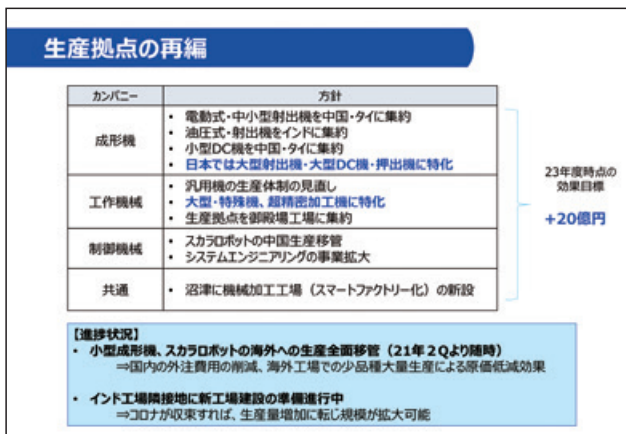 生産拠点の再編
カンパニー
方針
成形機
• 電動式・中小型射出機を中国・タイに集約
• 油圧式・射出機をインドに集約
• 小型DC機を中国・タイに集約
• 日本では大型射出機・大型DC機・押出機に特化
工作機械
• 汎用機の生産体制の見直し
• 大型・特殊機、超精密加工機に特化
• 生産拠点を御殿場工場に集約
制御機械
• スカラロボットの中国生産移管
• システムエンジニアリングの事業拡大
共通
• 沼津に機械加工工場（スマートファクトリー化）の新設
23年度時点の
効果目標
+20億円
【進捗状況】
• 小型成形機、スカラロボットの海外への生産全面移管（21年２Qより随時）
⇒国内の外注費用の削減、海外工場での少品種大量生産による原価低減効果
• インド工場隣接地に新工場建設の準備進行中
⇒コロナが収束すれば、生産量増加に転じ規模が拡大可能